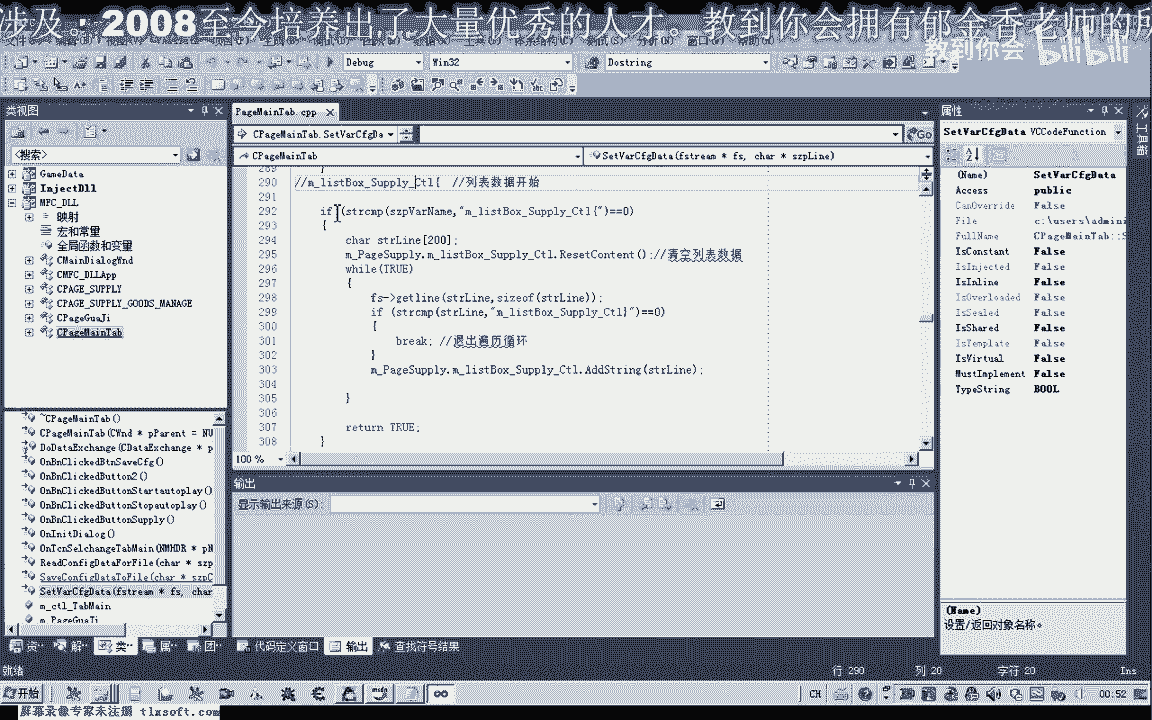 涉及：2008至今培养出了大量优秀的人才。教到你会拥有郁金香老师的所
教到你会 bilibili
Debug Win32 Dostring
类视图
<搜索>
GameData
InjectDll
MFC_DLL
映射
宏和常量
全局函数和变量
CMainDialogWnd
CMFC_DLLApp
CPAGE_SUPPLY
CPAGE_SUPPLY_GOODS_MANAGE
CPageGuaJi
CPageMainTab
~CPageMainTab()
CPageMainTab(CWnd * pParent = NU
DoDataExchange(CDataExchange * p
OnBnClickedBtnSaveCfg()
OnBnClickedButton2()
OnBnClickedButtonStartautoplay()
OnBnClickedButtonStopautoplay()
OnBnClickedButtonSupply()
OnInitDialog()
OnTcnSelchangeTabMain(NMHDR * pN
ReadConfigDataForFile(char * szp
SaveConfigDataToFile(char * szpC
SetVarCfgData(fstream * fs, char
m_ctl_TabMain
m_PageGuaJi
资·· 解·· 类·· 属·· 团··
PageMainTab.cpp
CPageMainTab.SetVarCfgDa Go
CPageMainTab SetVarCfgData(fstream * fs, char * szpLine)
289 }
290 //m_listBox_Supply_Ctl{ //列表数据开始
291
292 if (strcmp(szpVarName,"m_listBox_Supply_Ctl{")==0)
293 {
294 char strLine[200];
295 m_PageSupply.m_listBox_Supply_Ctl.ResetContent();//清空列表数据
296 while(TRUE)
297 {
298 fs->getline(strLine,sizeof(strLine));
299 if (strcmp(strLine,"m_listBox_Supply_Ctl}")==0)
300 {
301 break; //退出遍历循环
302 }
303 m_PageSupply.m_listBox_Supply_Ctl.AddString(strLine);
304
305 }
306
307 return TRUE;
308 }
100 %
输出
显示输出来源(S):
代码定义窗口 输出 查找符号结果
属性
SetVarCfgData VCCodeFunction
(Name) SetVarCfgData
Access public
CanOverride False
File c:\users\admini
FullName CPageMainTab::S
IsConstant False
IsInjected False
IsInline False
IsOverloaded False
IsSealed False
IsShared False
IsTemplate False
IsVirtual False
MustImplement False
TypeString BOOL
(Name)
设置/返回对象名称。
工具箱
就绪 行 290 列 20 字符 20 Ins
开始 CH 00:52
屏幕录像专家未注册 tlxsoft.com